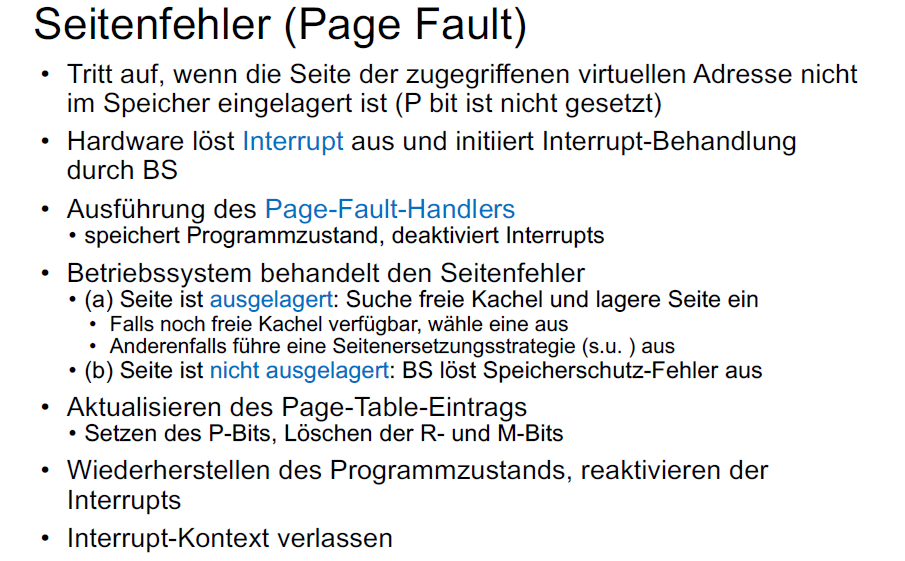 Seitenfehler (Page Fault)
• Tritt auf, wenn die Seite der zugegriffenen virtuellen Adresse nicht
im Speicher eingelagert ist (P bit ist nicht gesetzt)
• Hardware löst Interrupt aus und initiiert Interrupt-Behandlung
durch BS
• Ausführung des Page-Fault-Handlers
• speichert Programmzustand, deaktiviert Interrupts
• Betriebssystem behandelt den Seitenfehler
• (a) Seite ist ausgelagert: Suche freie Kachel und lagere Seite ein
• Falls noch freie Kachel verfügbar, wähle eine aus
• Anderenfalls führe eine Seitenersetzungsstrategie (s.u. ) aus
• (b) Seite ist nicht ausgelagert: BS löst Speicherschutz-Fehler aus
• Aktualisieren des Page-Table-Eintrags
• Setzen des P-Bits, Löschen der R- und M-Bits
• Wiederherstellen des Programmzustands, reaktivieren der
Interrupts
• Interrupt-Kontext verlassen